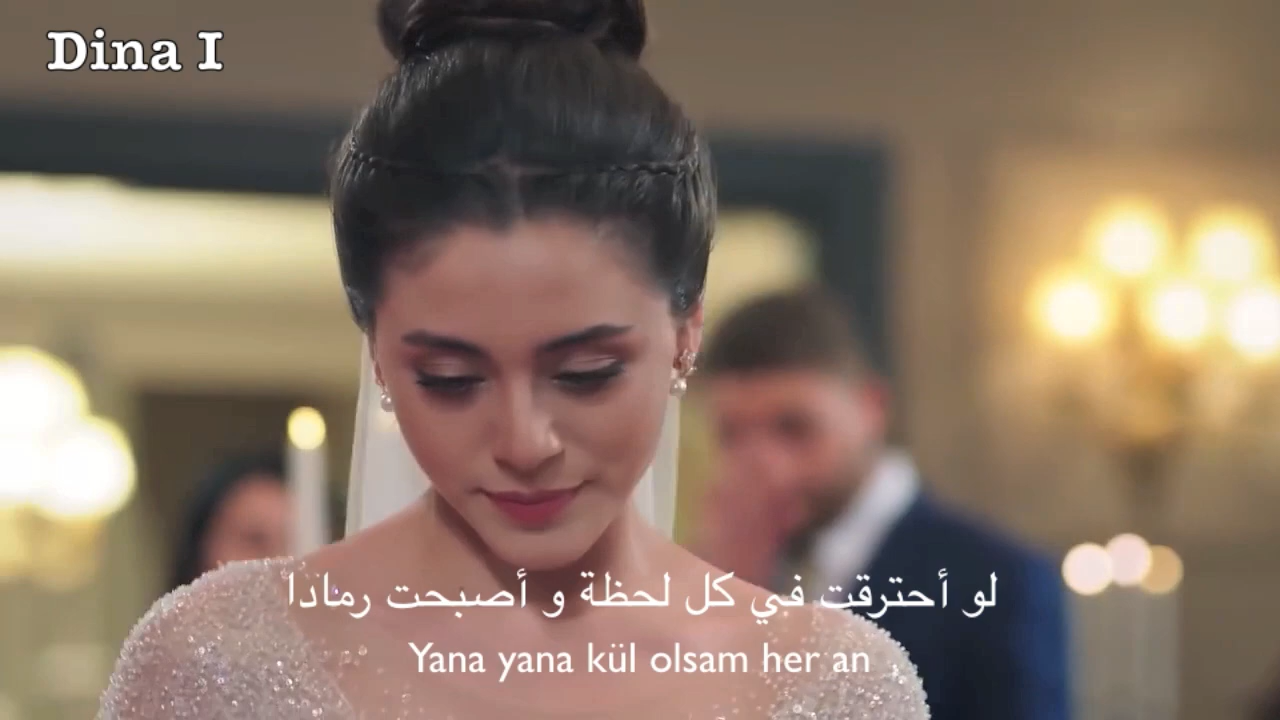 Dina I
لو أحترقت في كل لحظة و أصبحت رمادا
Yana yana kül olsam her an